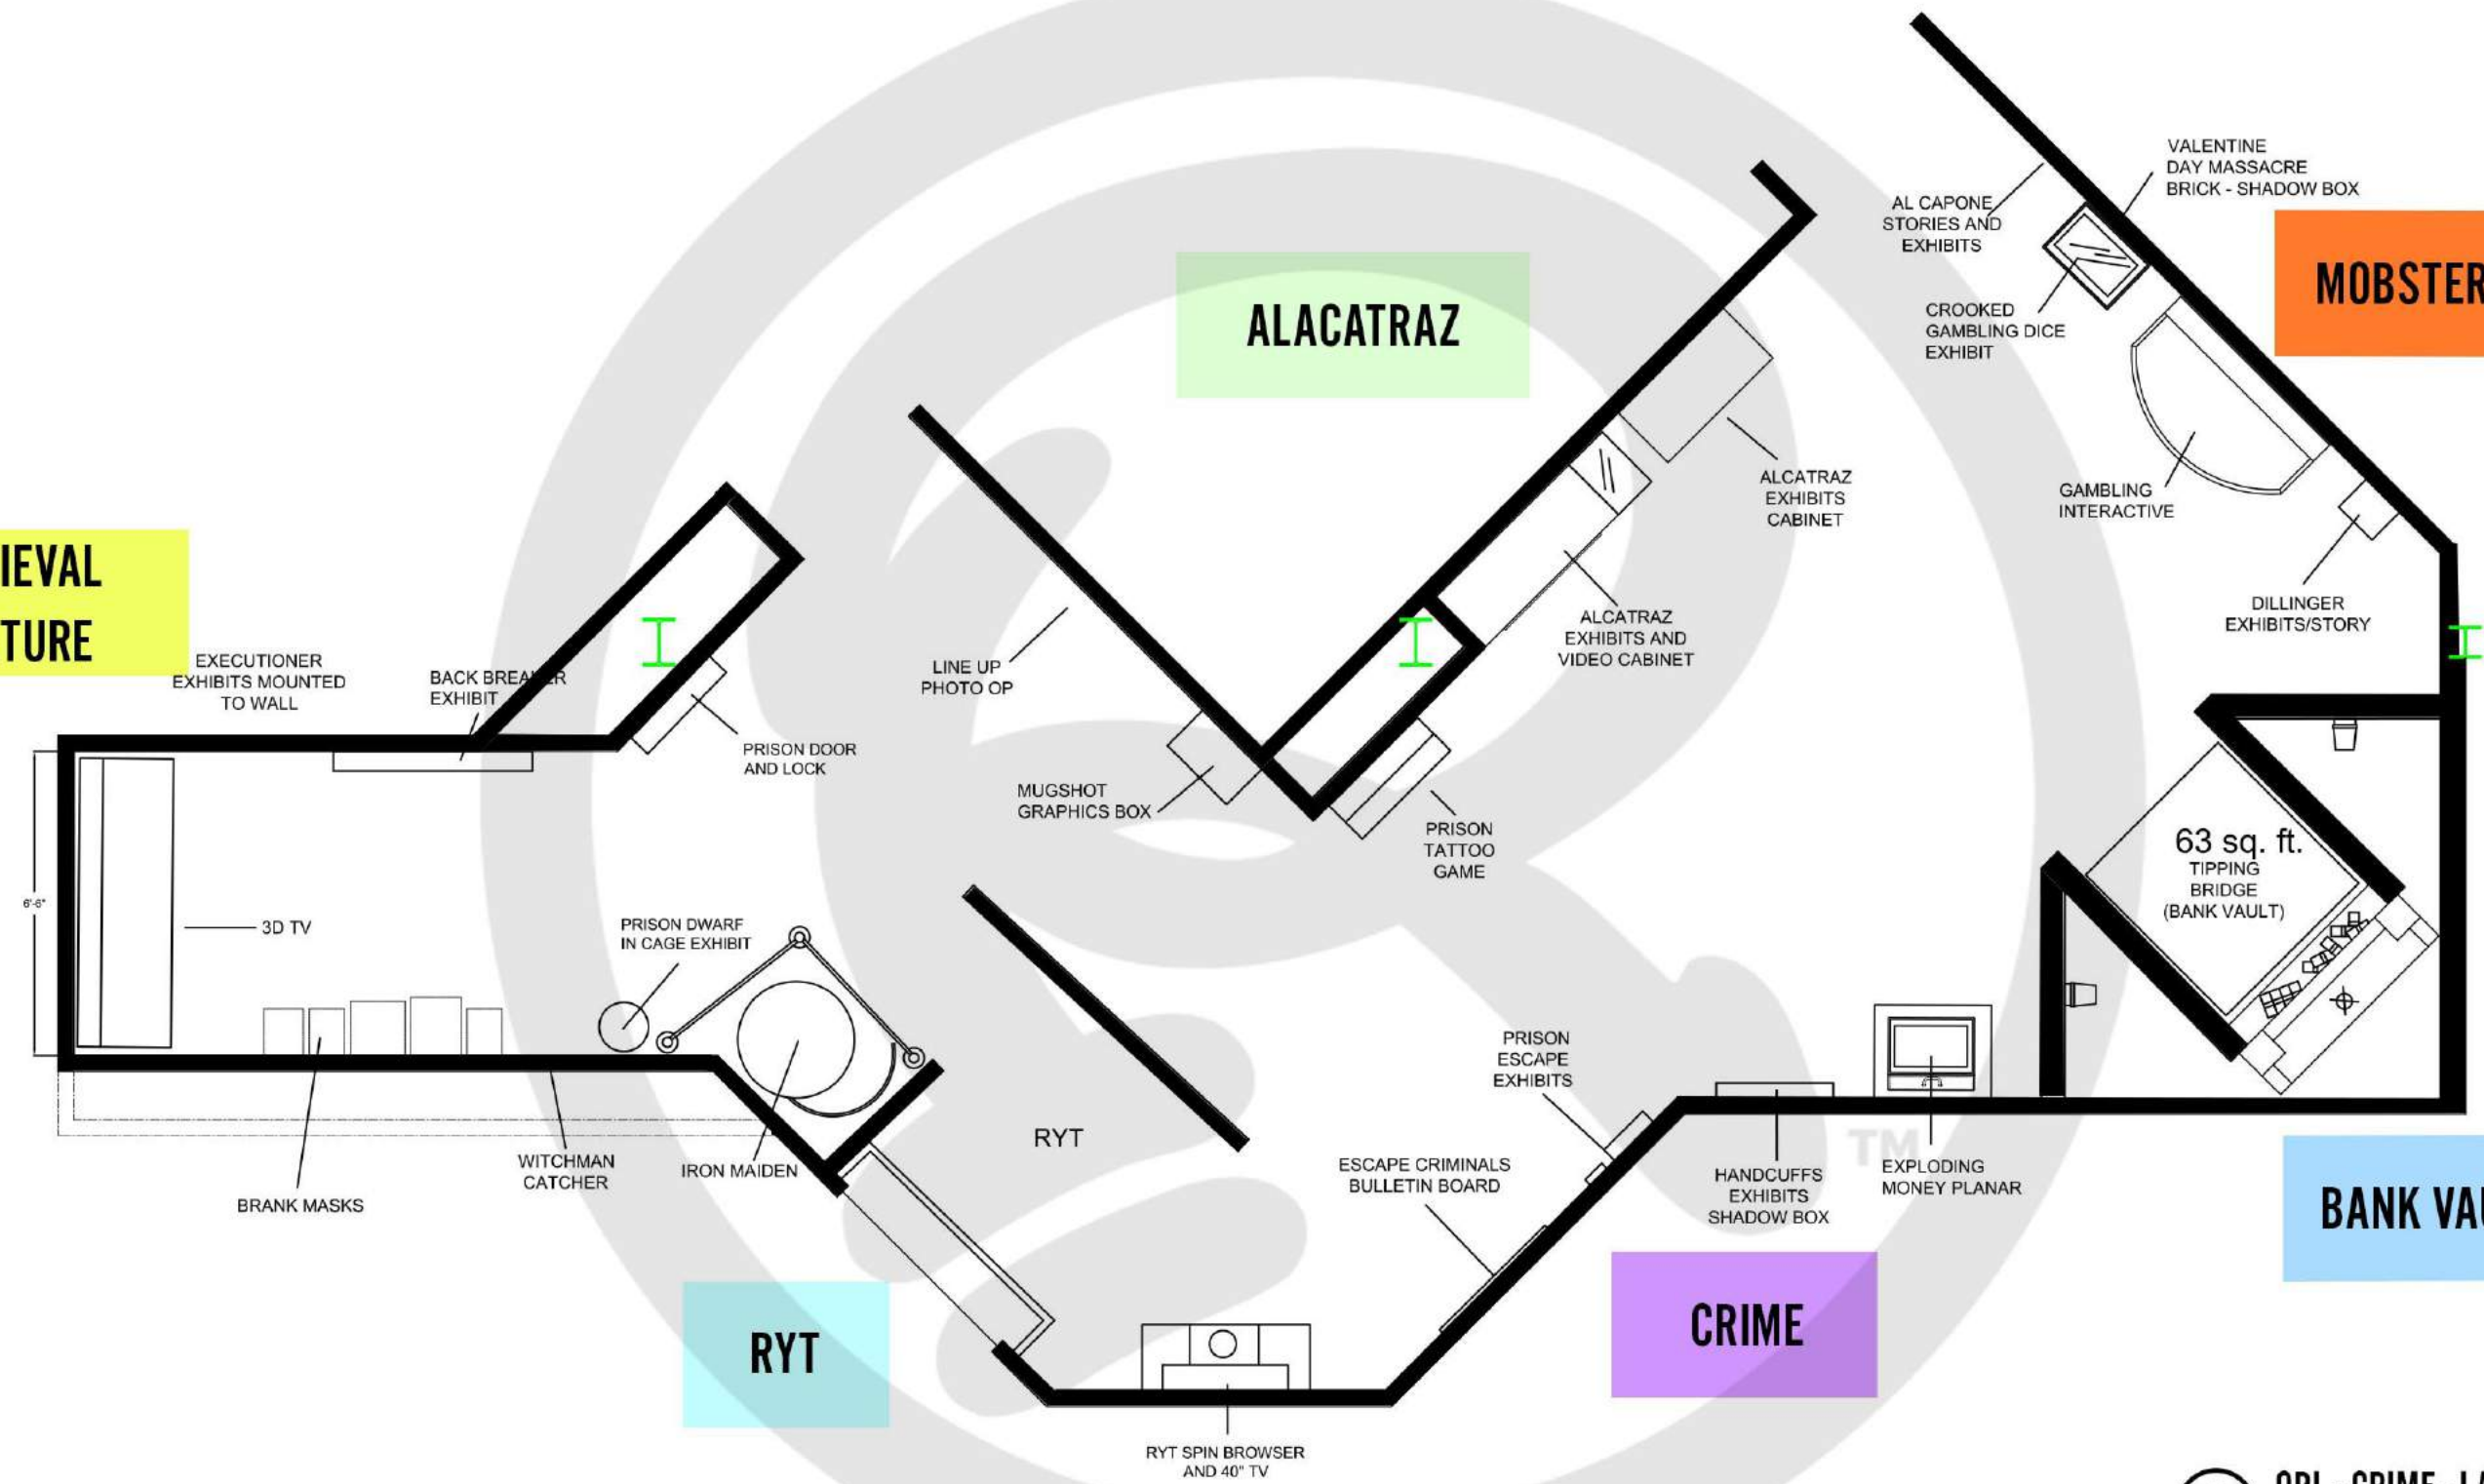 VALENTINE
DAY MASSACRE
BRICK - SHADOW BOX
AL CAPONE
STORIES AND
EXHIBITS
MOBSTER
ALACATRAZ
CROOKED
GAMBLING DICE
EXHIBIT
ALCATRAZ
EXHIBITS
CABINET
GAMBLING
INTERACTIVE
IEVAL
TURE
EXECUTIONER
EXHIBITS MOUNTED
TO WALL
BACK BREAKER
EXHIBIT
LINE UP
PHOTO OP
ALCATRAZ
EXHIBITS AND
VIDEO CABINET
DILLINGER
EXHIBITS/STORY
PRISON DOOR
AND LOCK
MUGSHOT
GRAPHICS BOX
PRISON
TATTOO
GAME
63 sq. ft.
TIPPING
BRIDGE
(BANK VAULT)
6'-6"
3D TV
PRISON DWARF
IN CAGE EXHIBIT
PRISON
ESCAPE
EXHIBITS
RYT
TM
WITCHMAN
CATCHER
IRON MAIDEN
BRANK MASKS
ESCAPE CRIMINALS
BULLETIN BOARD
HANDCUFFS
EXHIBITS
SHADOW BOX
EXPLODING
MONEY PLANAR
BANK VAU
RYT
CRIME
RYT SPIN BROWSER
AND 40" TV